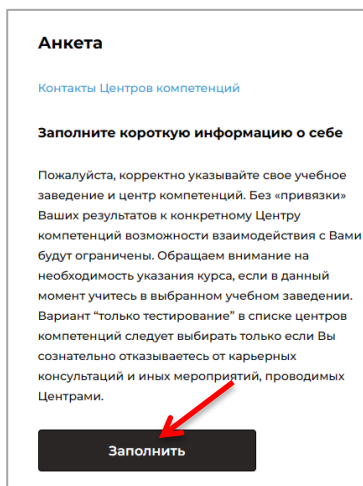 Анкета
Контакты Центров компетенций
Заполните короткую информацию о себе
Пожалуйста, корректно указывайте свое учебное
заведение и центр компетенций. Без «привязки»
Ваших результатов к конкретному Центру
компетенций возможности взаимодействия с Вами
будут ограничены. Обращаем внимание на
необходимость указания курса, если в данный
момент учитесь в выбранном учебном заведении.
Вариант “только тестирование” в списке центров
компетенций следует выбирать только если Вы
сознательно отказываетесь от карьерных
консультаций и иных мероприятий, проводимых
Центрами.
Заполнить